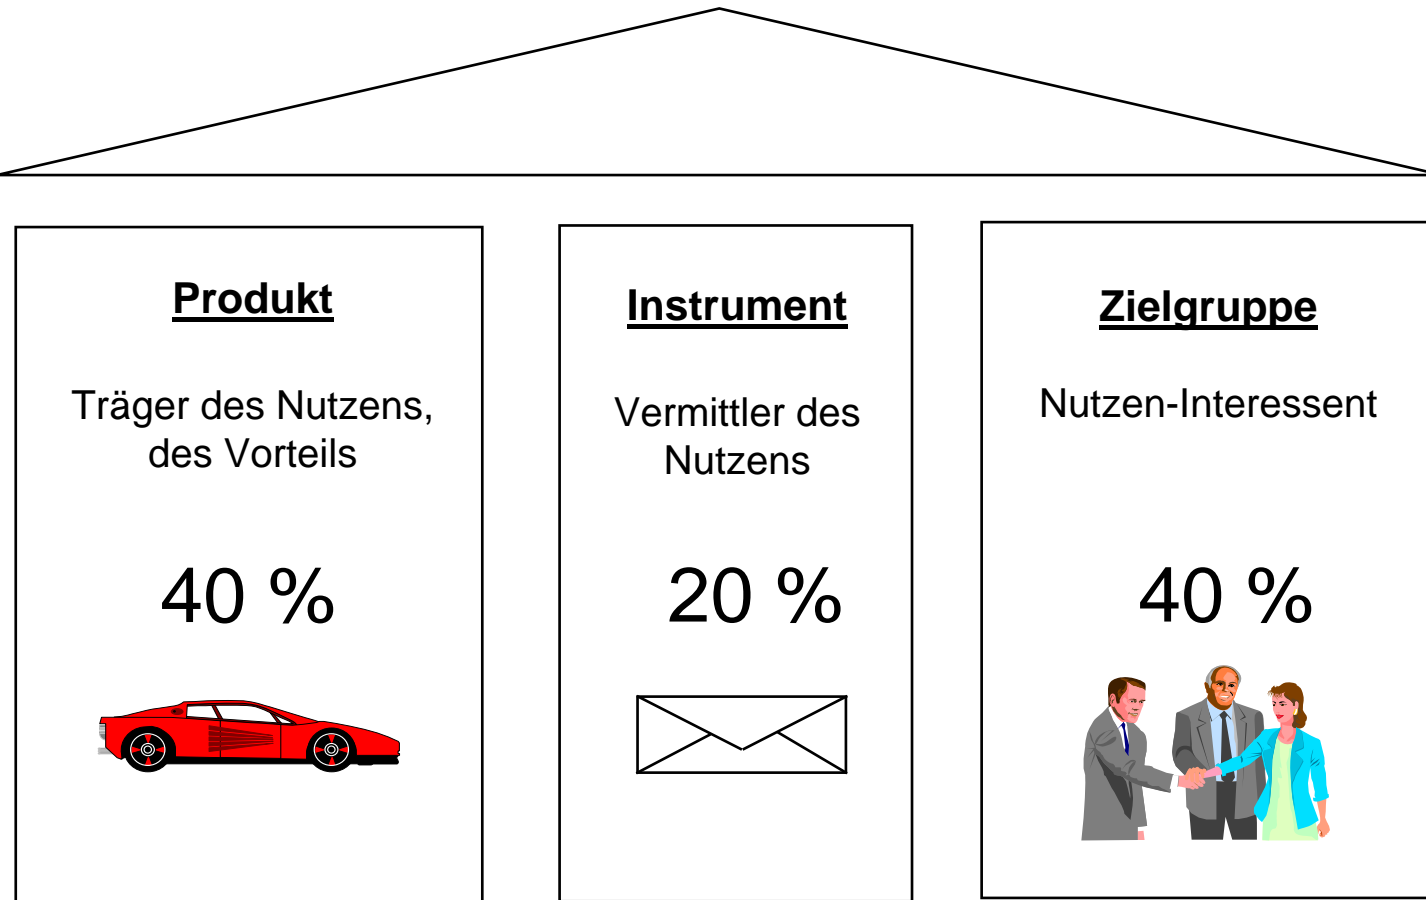 Produkt
Träger des Nutzens,
des Vorteils
40 %
Instrument
Vermittler des
Nutzens
20 %
Zielgruppe
Nutzen-Interessent
40 %